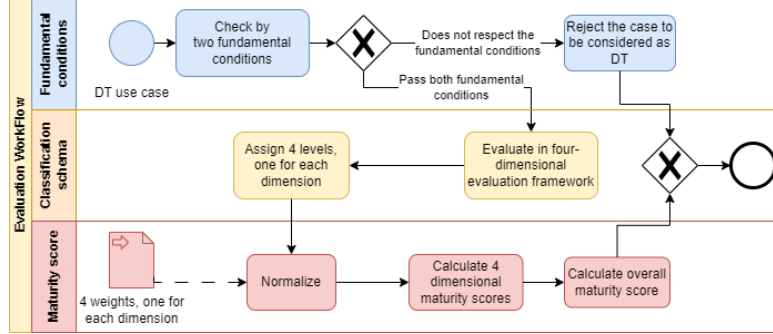 Evaluation WorkFlow
Fundamental
conditions
DT use case
Check by
two fundamental
conditions
Does not respect the
fundamental conditions
Pass both fundamental
conditions
Reject the case to
be considered as
DT
Classification
schema
Assign 4 levels,
one for each
dimension
Evaluate in four-
dimensional
evaluation framework
Maturity score
4 weights, one for
each dimension
Normalize
Calculate 4
dimensional
maturity scores
Calculate overall
maturity score